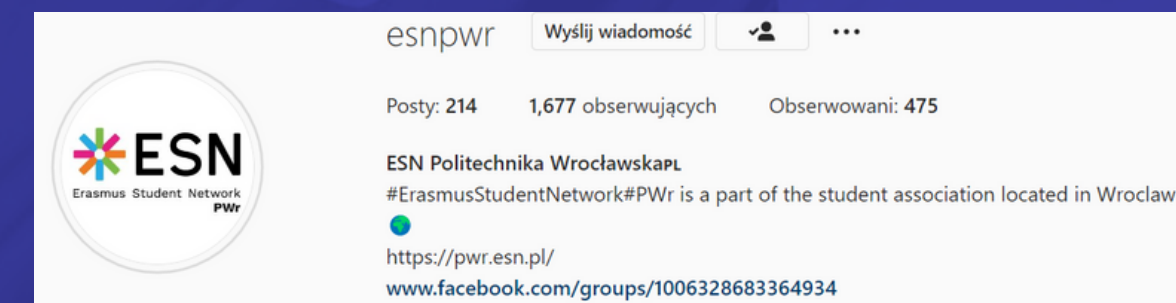 esnpwr Wyślij wiadomość
Posty: 214 1,677 obserwujących Obserwowani: 475
ESN
Erasmus Student Network
PWr
ESN Politechnika WrocławskaPL
#ErasmusStudentNetwork#PWr is a part of the student association located in Wroclaw
https://pwr.esn.pl/
www.facebook.com/groups/1006328683364934